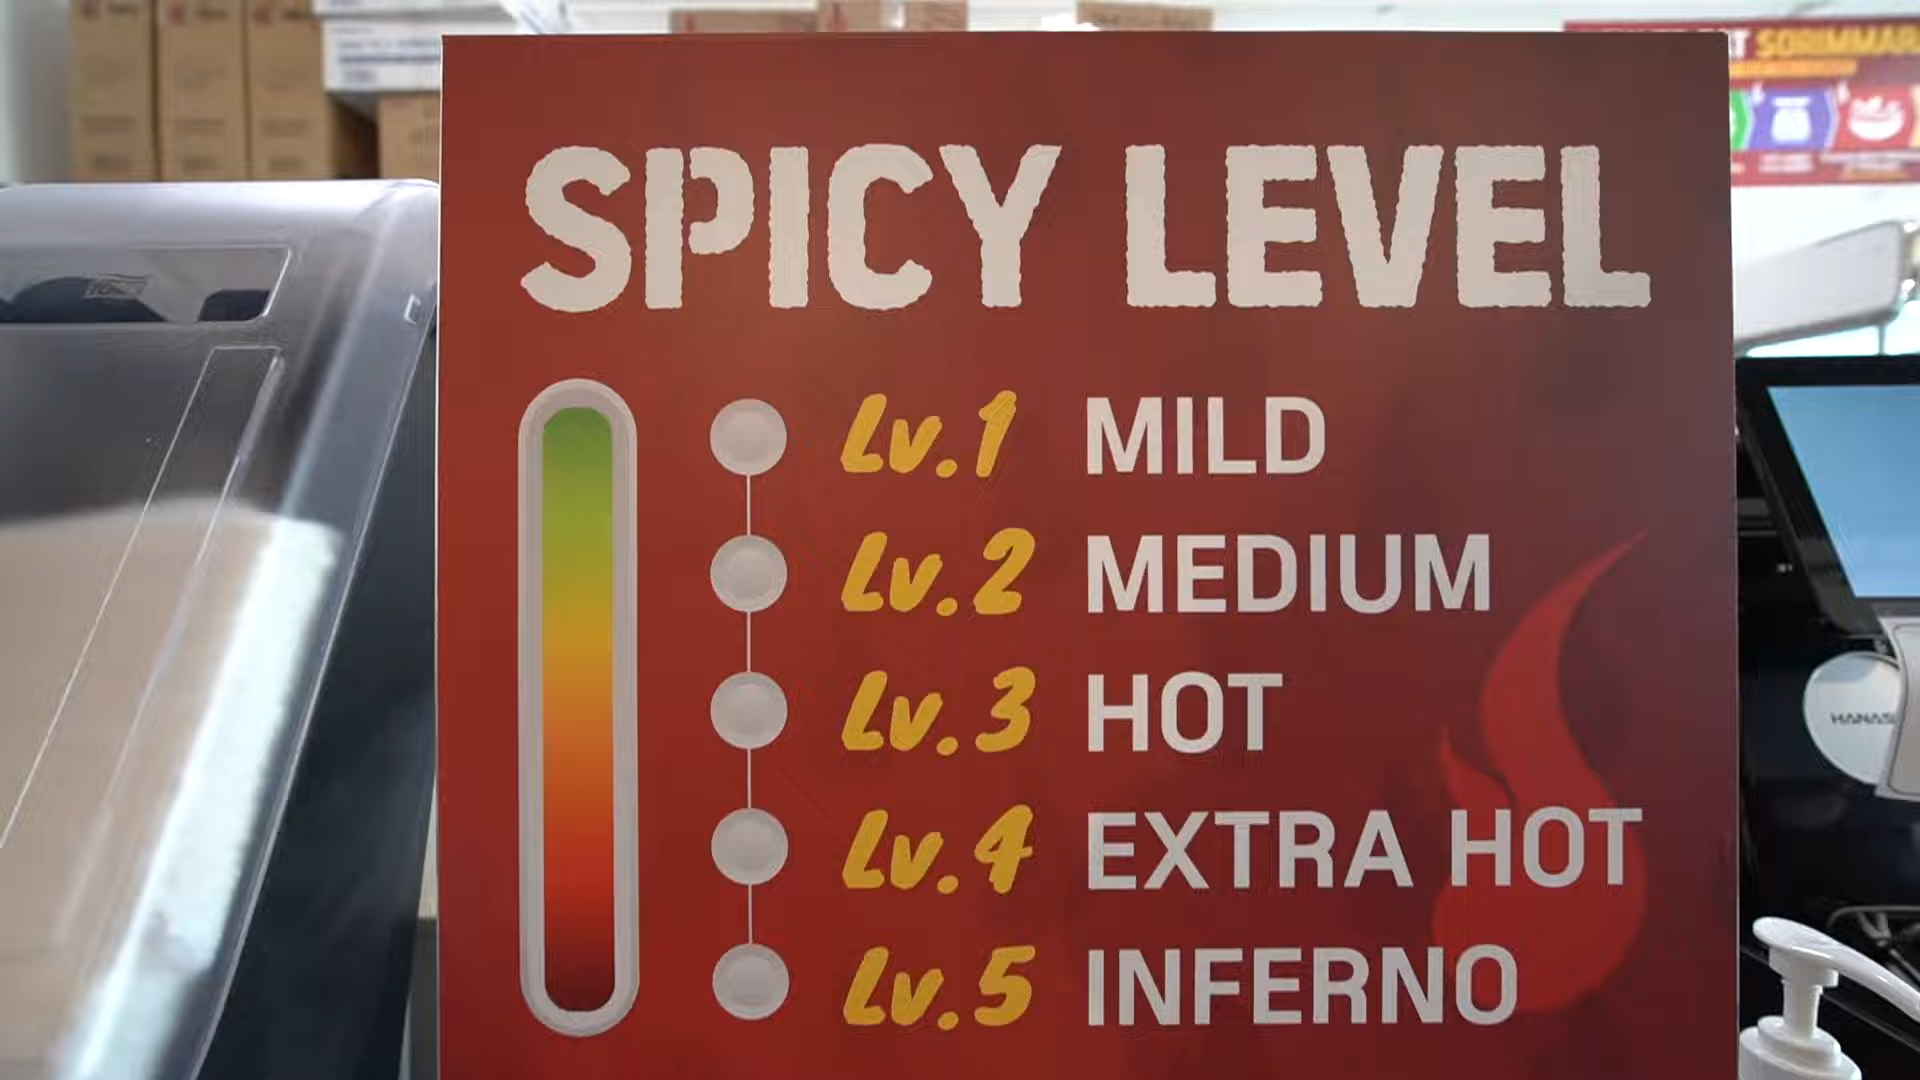 SPICY LEVEL
Lv.1 MILD
Lv.2 MEDIUM
Lv.3 HOT
Lv.4 EXTRA HOT
Lv.5 INFERNO